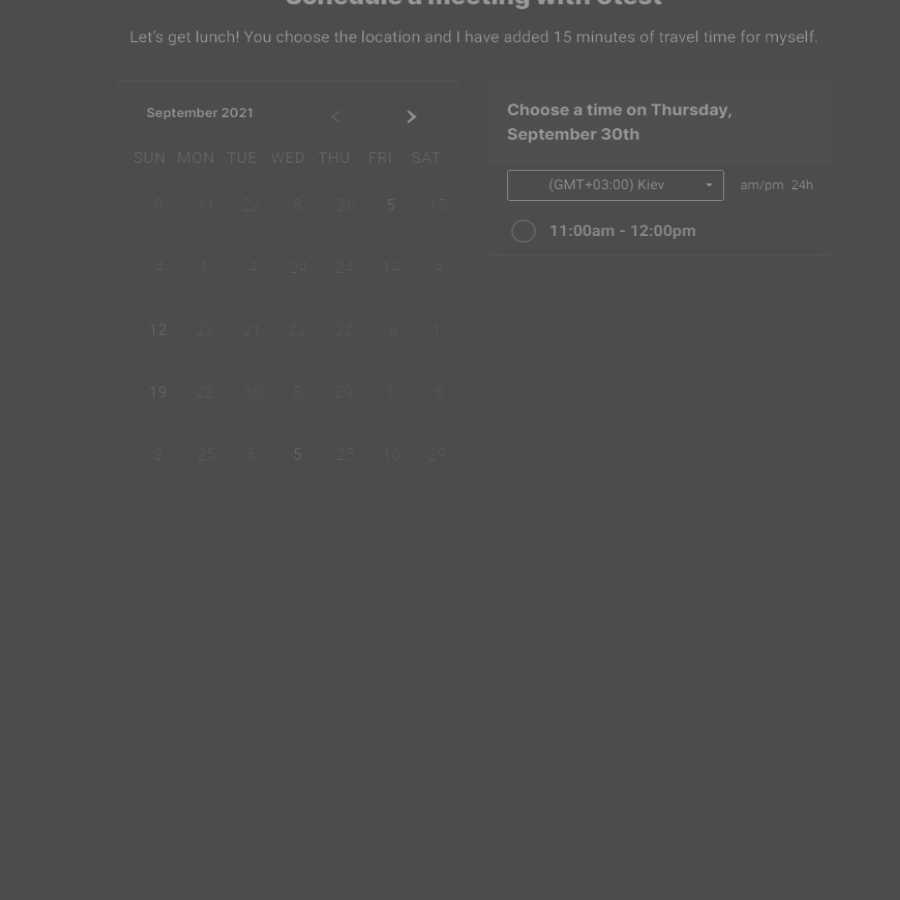 Schedule a meeting with Utest
Let's get lunch! You choose the location and I have added 15 minutes of travel time for myself.
September 2021
SUN MON TUE WED THU FRI SAT
9 11 22 8 26 5 15
4 1 4 24 24 14 4
12 23 21 22 22 6 1
19 22 30 8 29 1 6
2 25 8 5 25 10 29
Choose a time on Thursday,
September 30th
(GMT+03:00) Kiev am/pm 24h
11:00am - 12:00pm